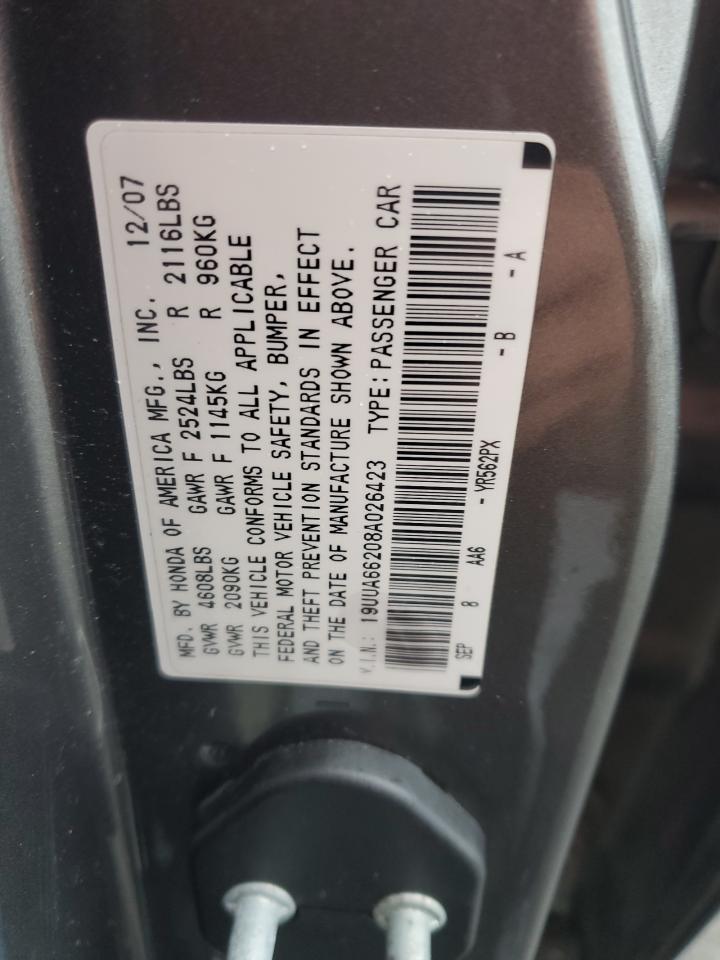 MFD. BY HONDA OF AMERICA MFG., INC. 12/07
GVWR 4608LBS GAWR F 2524LBS R 2116LBS
GVWR 2090KG GAWR F 1145KG R 960KG
THIS VEHICLE CONFORMS TO ALL APPLICABLE
FEDERAL MOTOR VEHICLE SAFETY, BUMPER,
AND THEFT PREVENTION STANDARDS IN EFFECT
ON THE DATE OF MANUFACTURE SHOWN ABOVE.
V.I.N.: 19UUA66208A026423 TYPE: PASSENGER CAR
SEP 8 AA6 - YR562PX - B - A